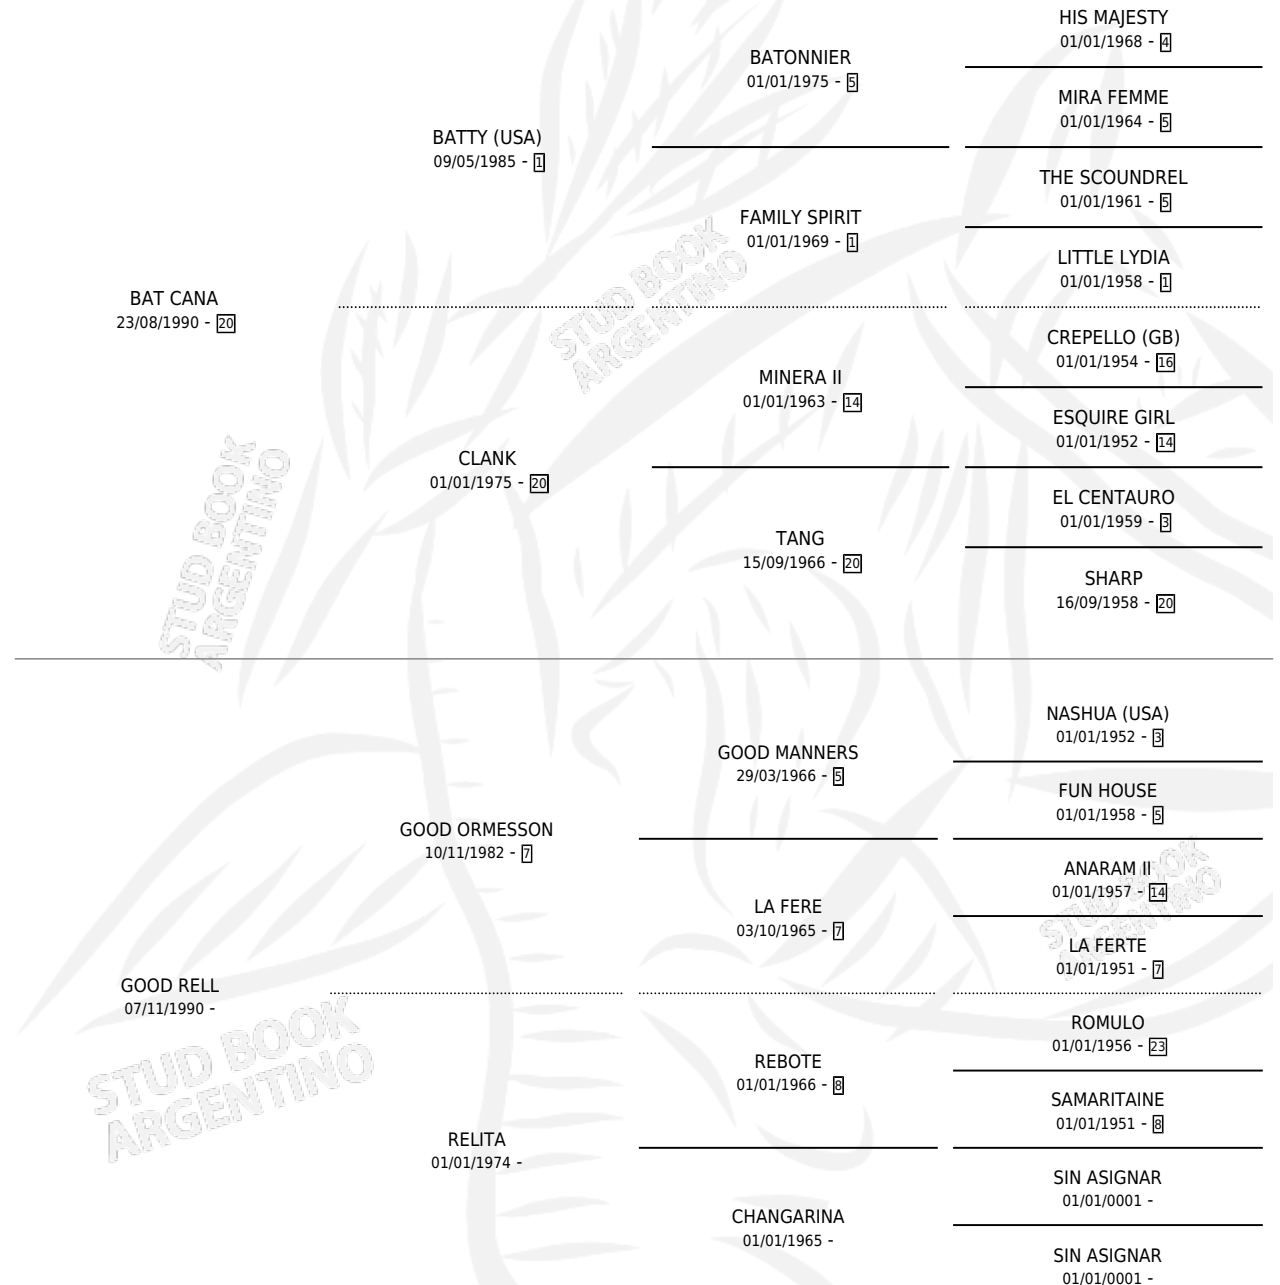 HIS MAJESTY
01/01/1968 - 4
BATONNIER
01/01/1975 - 5
MIRA FEMME
01/01/1964 - 5
BATTY (USA)
09/05/1985 - 1
THE SCOUNDREL
01/01/1961 - 5
FAMILY SPIRIT
01/01/1969 - 1
LITTLE LYDIA
01/01/1958 - 1
BAT CANA
23/08/1990 - 20
STUD BOOK
ARGENTINO
CREPELLO (GB)
01/01/1954 - 16
MINERA II
01/01/1963 - 14
ESQUIRE GIRL
01/01/1952 - 14
CLANK
01/01/1975 - 20
EL CENTAURO
01/01/1959 - 3
TANG
15/09/1966 - 20
SHARP
16/09/1958 - 20
STUD BOOK
ARGENTINO
NASHUA (USA)
01/01/1952 - 3
GOOD MANNERS
29/03/1966 - 5
FUN HOUSE
01/01/1958 - 5
GOOD ORMESSON
10/11/1982 - 7
ANARAM II
01/01/1957 - 14
LA FERE
03/10/1965 - 7
STUD BOOK
ARGENTINO
LA FERTE
01/01/1951 - 7
GOOD RELL
07/11/1990 -
ROMULO
01/01/1956 - 23
REBOTE
01/01/1966 - 8
STUD BOOK
ARGENTINO
SAMARITAINE
01/01/1951 - 8
RELITA
01/01/1974 -
SIN ASIGNAR
01/01/0001 -
CHANGARINA
01/01/1965 -
SIN ASIGNAR
01/01/0001 -